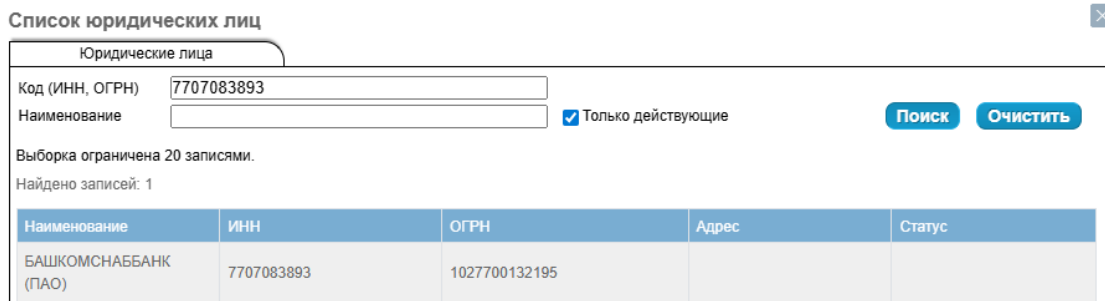 Список юридических лиц
Юридические лица
Код (ИНН, ОГРН) 7707083893
Наименование Только действующие Поиск Очистить
Выборка ограничена 20 записями.
Найдено записей: 1
Наименование ИНН ОГРН Адрес Статус
БАШКОМСНАББАНК
(ПАО) 7707083893 1027700132195